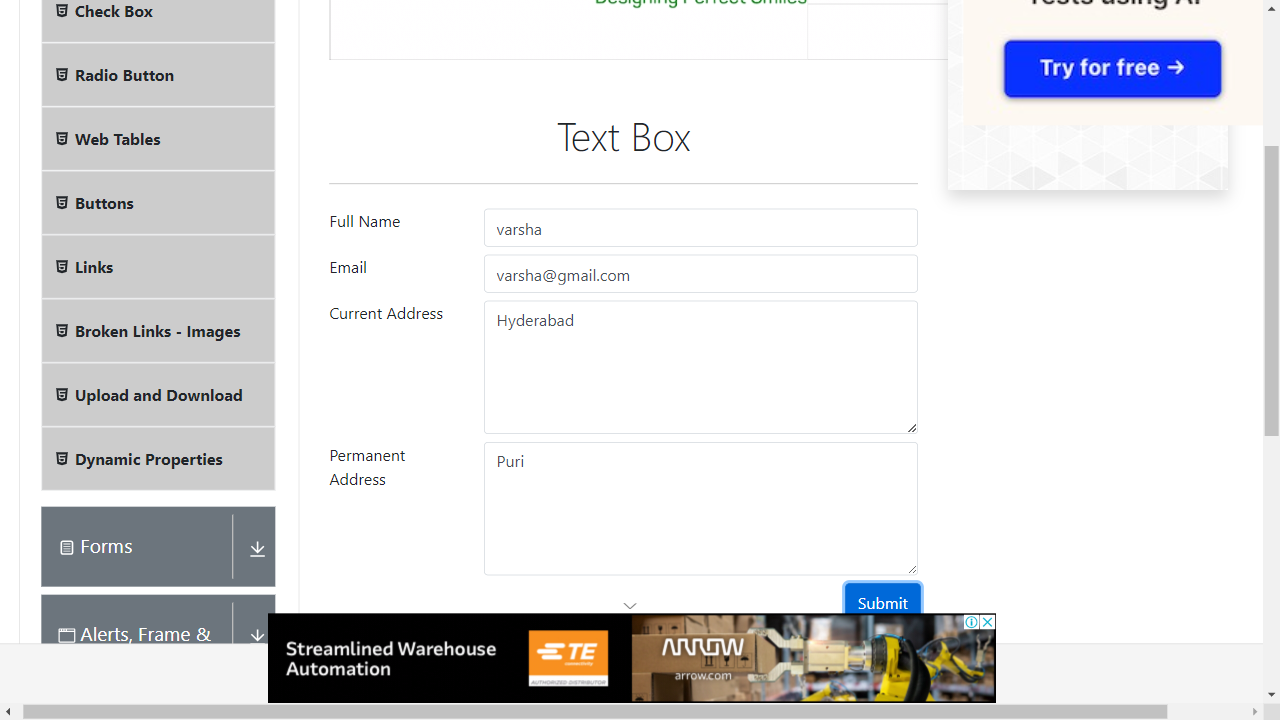 Check Box
Designing Perfect Smiles
Tests using AI
Radio Button
Try for free →
Text Box
Web Tables
Buttons
Full Name
varsha
Links
Email
varsha@gmail.com
Current Address
Hyderabad
Broken Links - Images
Upload and Download
Dynamic Properties
Permanent
Address
Puri
Forms
Submit
Alerts, Frame &
Streamlined Warehouse
Automation
TE
connectivity
AUTHORIZED DISTRIBUTOR
ARROW
arrow.com